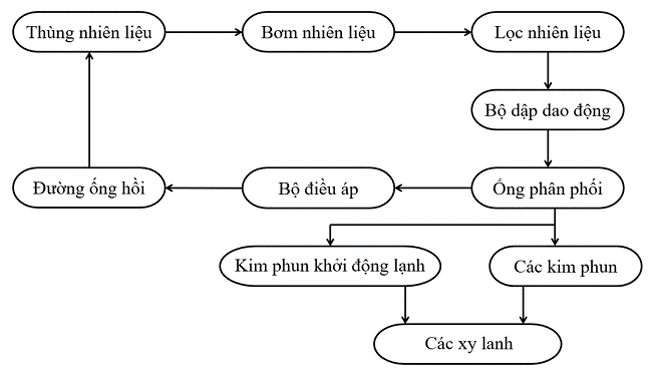 Thùng nhiên liệu
Bơm nhiên liệu
Lọc nhiên liệu
Bộ dập dao động
Đường ống hồi
Bộ điều áp
Ống phân phối
Kim phun khởi động lạnh
Các kim phun
Các xy lanh